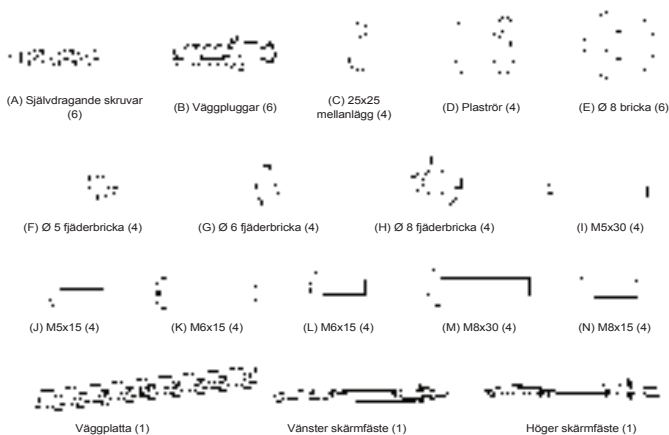 (A) Självdragande skruvar
(6)
(B) Väggpluggar (6)
(C) 25x25
mellanlägg (4)
(D) Plaströr (4)
(E) Ø 8 bricka (6)
(F) Ø 5 fjäderbricka (4)
(G) Ø 6 fjäderbricka (4)
(H) Ø 8 fjäderbricka (4)
(I) M5x30 (4)
(J) M5x15 (4)
(K) M6x15 (4)
(L) M6x15 (4)
(M) M8x30 (4)
(N) M8x15 (4)
Väggplatta (1)
Vänster skärmfäste (1)
Höger skärmfäste (1)